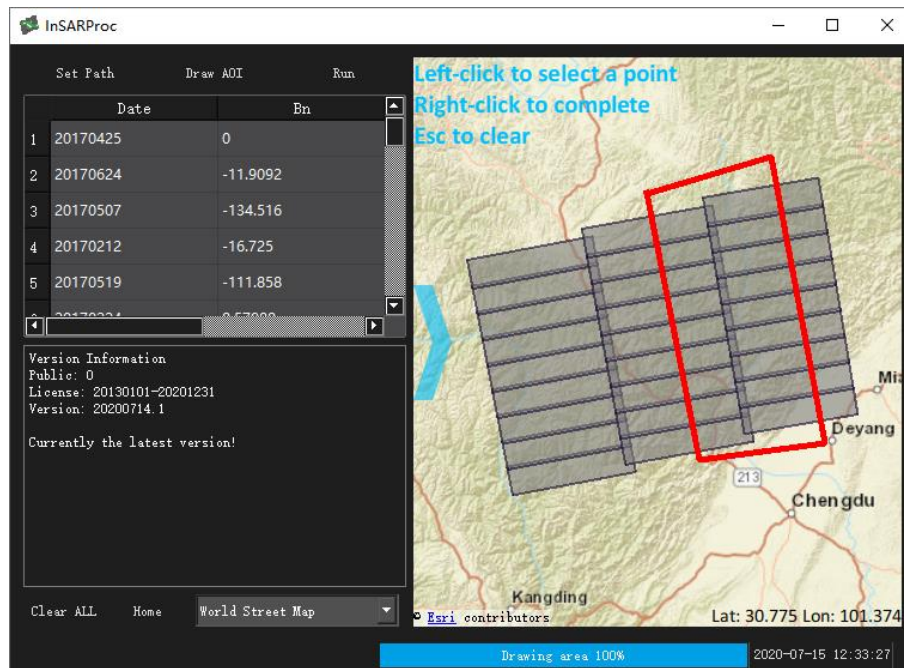 InSARProc
Set Path Draw AOI Run
Date Bn
1 20170425 0
2 20170624 -11.9092
3 20170507 -134.516
4 20170212 -16.725
5 20170519 -111.858
Version Information
Public: 0
License: 20130101-20201231
Version: 20200714.1
Currently the latest version!
Clear ALL Home World Street Map
Left-click to select a point
Right-click to complete
Esc to clear
Deyang
213
Chengdu
Kangding
© Esri contributors
Lat: 30.775 Lon: 101.374
Drawing area 100%
2020-07-15 12:33:27